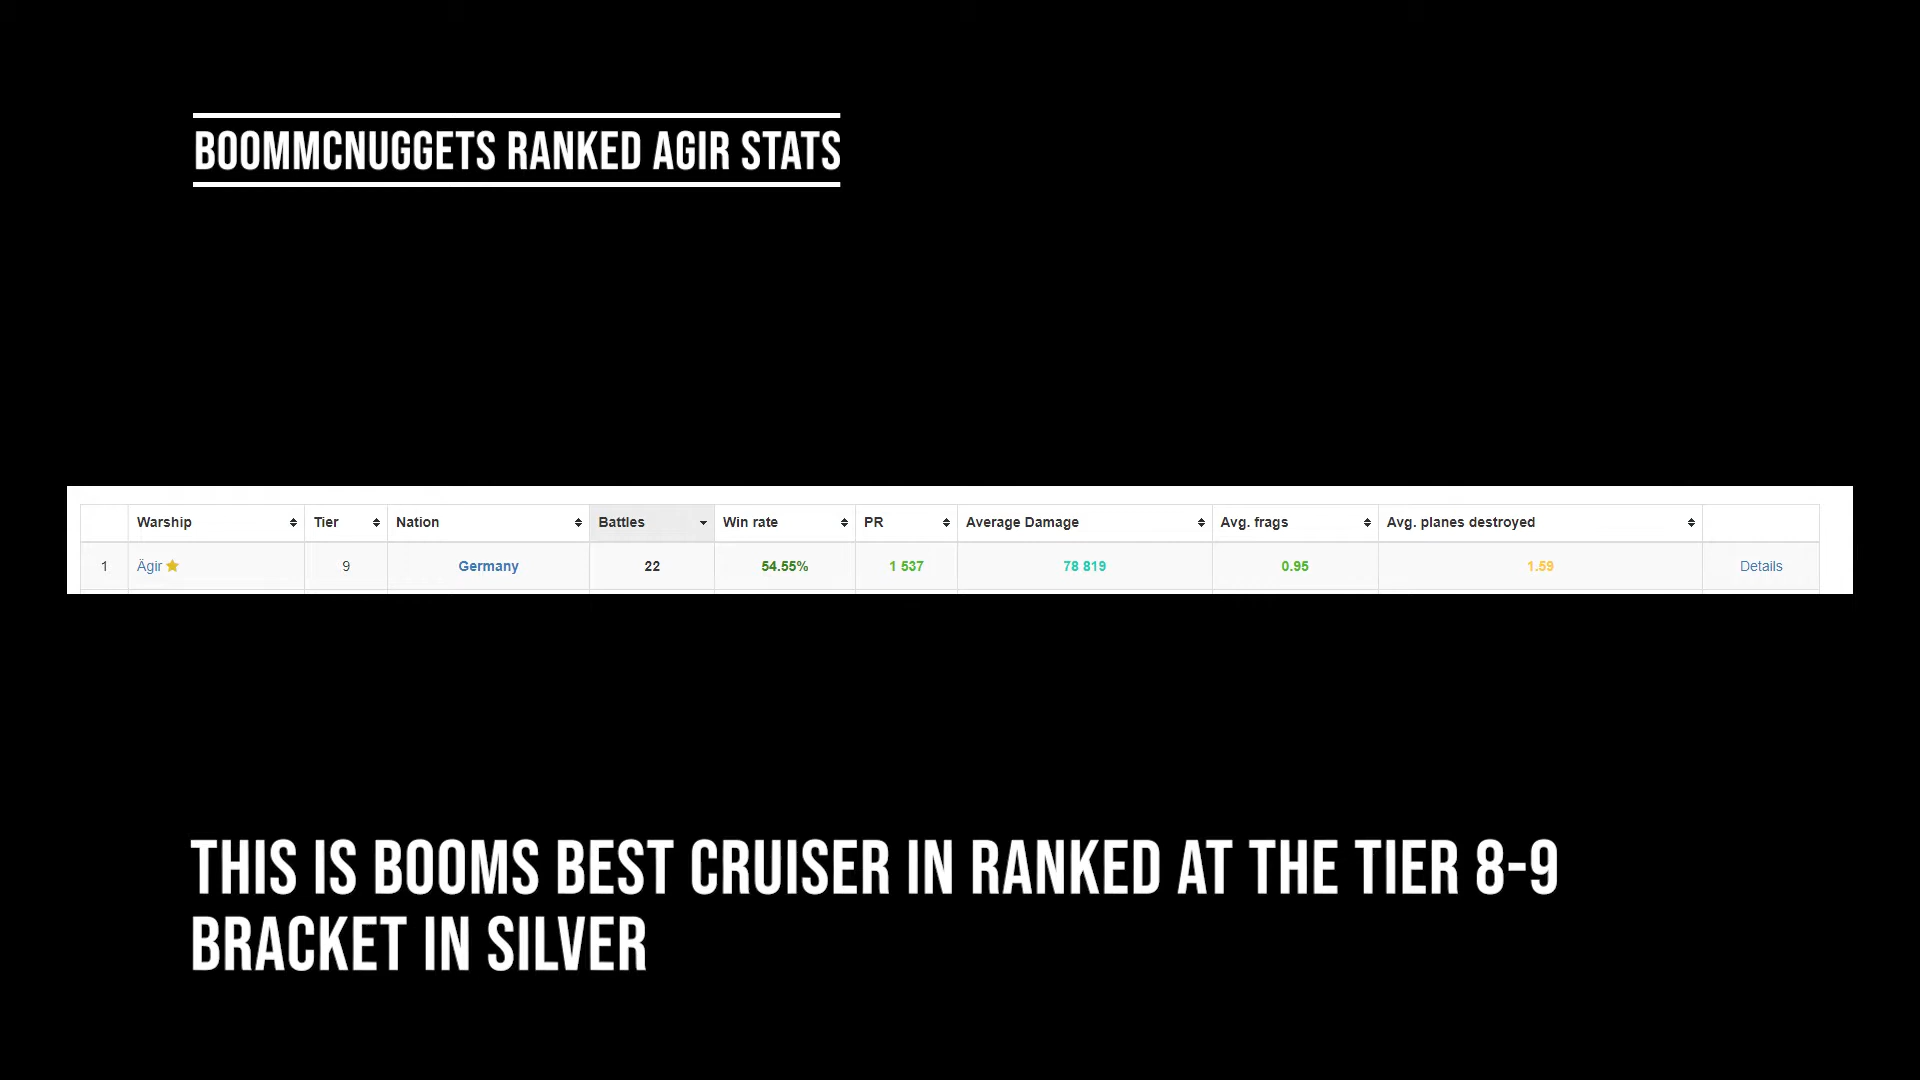 BOOMMCNUGGETS RANKED AGIR STATS
Warship Tier Nation Battles Win rate PR Average Damage Avg. frags Avg. planes destroyed
1 Ägir 9 Germany 22 54.55% 1 537 78 819 0.95 1.59 Details
THIS IS BOOMS BEST CRUISER IN RANKED AT THE TIER 8-9
BRACKET IN SILVER